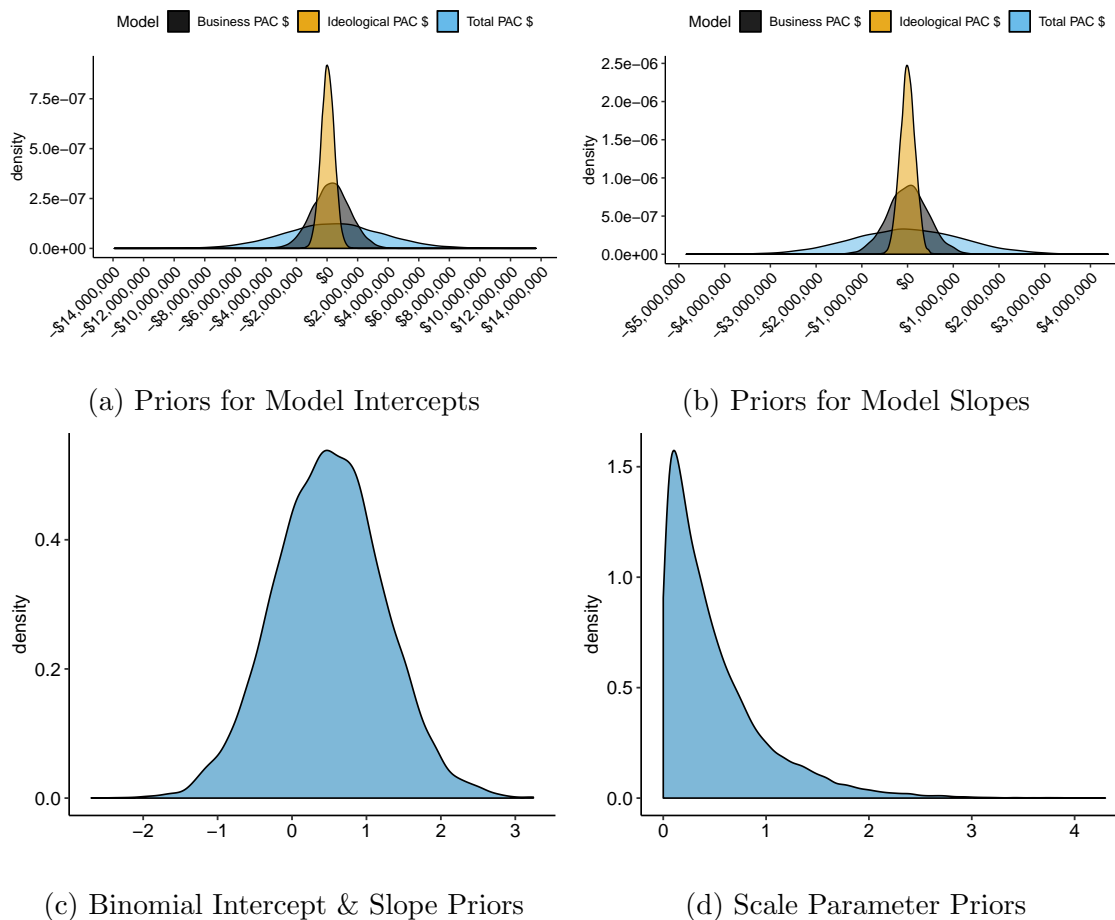 Model Business PAC $ Ideological PAC $ Total PAC $
density
7.5e−07
5.0e−07
2.5e−07
0.0e+00
−$14,000,000
−$12,000,000
−$10,000,000
−$8,000,000
−$6,000,000
−$4,000,000
−$2,000,000
$0
$2,000,000
$4,000,000
$6,000,000
$8,000,000
$10,000,000
$12,000,000
$14,000,000
(a) Priors for Model Intercepts
Model Business PAC $ Ideological PAC $ Total PAC $
density
2.5e−06
2.0e−06
1.5e−06
1.0e−06
5.0e−07
0.0e+00
−$5,000,000
−$4,000,000
−$3,000,000
−$2,000,000
−$1,000,000
$0
$1,000,000
$2,000,000
$3,000,000
$4,000,000
(b) Priors for Model Slopes
density
0.4
0.2
0.0
−2 −1 0 1 2 3
(c) Binomial Intercept & Slope Priors
density
1.5
1.0
0.5
0.0
0 1 2 3 4
(d) Scale Parameter Priors